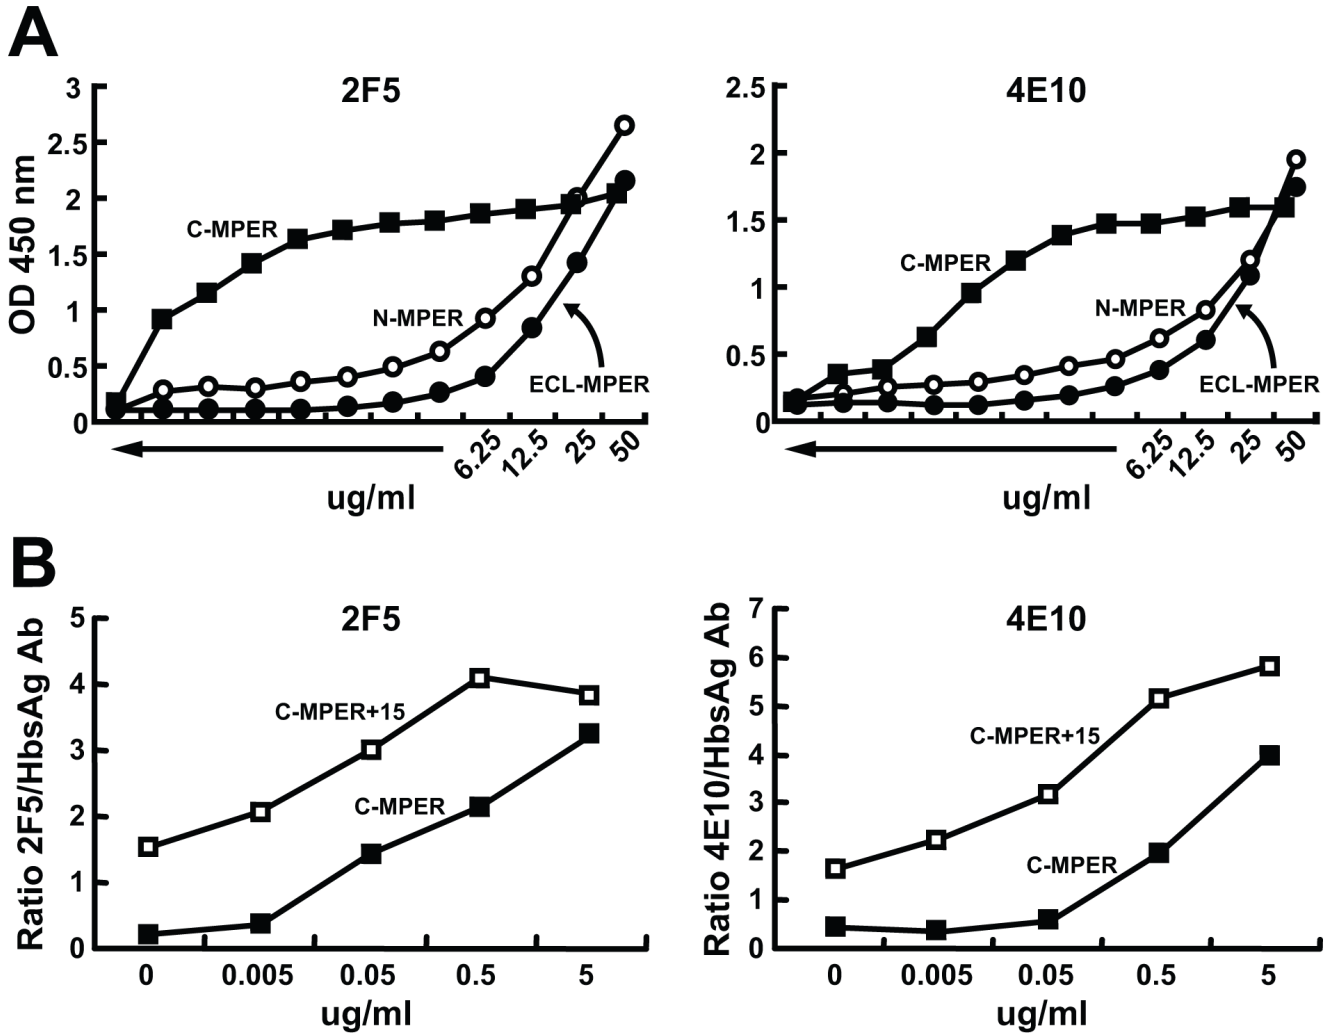 A
2F5
4E10
OD 450 nm
3
2.5
2
1.5
1
0.5
0
C-MPER
N-MPER
ECL-MPER
6.25
12.5
25
50
ug/ml
2.5
2
1.5
1
0.5
0
C-MPER
N-MPER
ECL-MPER
6.25
12.5
25
50
ug/ml
B
2F5
4E10
Ratio 2F5/HbsAg Ab
5
4
3
2
1
0
C-MPER+15
C-MPER
0 0.005 0.05 0.5 5
ug/ml
Ratio 4E10/HbsAg Ab
7
6
5
4
3
2
1
0
C-MPER+15
C-MPER
0 0.005 0.05 0.5 5
ug/ml